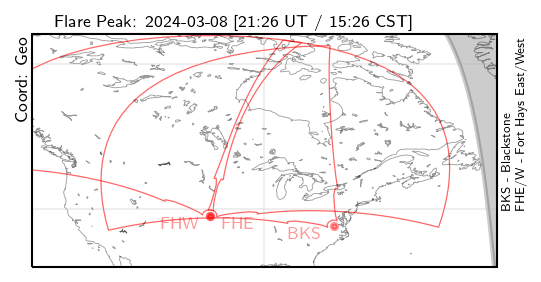 Flare Peak: 2024-03-08 [21:26 UT / 15:26 CST]
Coord: Geo
FHW
FHE
BKS
BKS - Blackstone
FHE/W - Fort Hays East/West